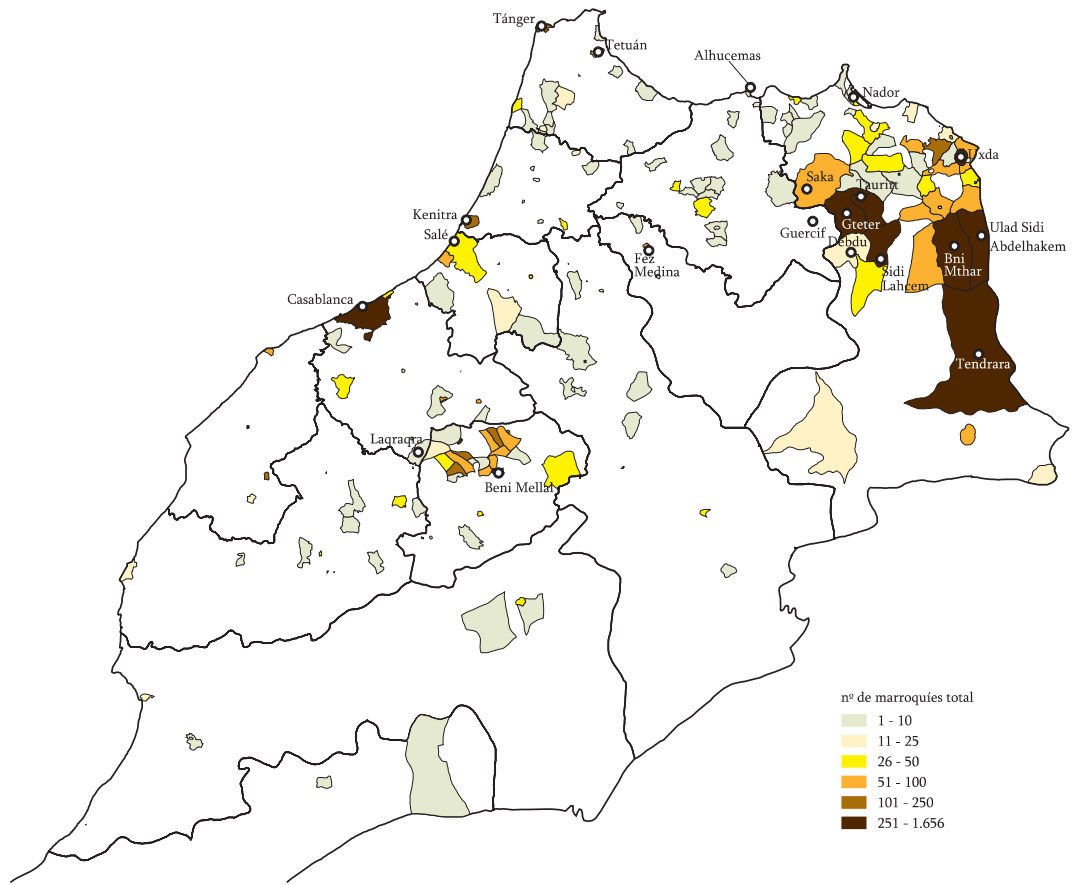 Tánger
Tetuán
Alhucemas
Nador
Uxda
Saka
Taurirt
Kenitra
Gteter
Salé
Guercif
Debdu
Ulad Sidi
Abdelhakem
Fez
Medina
Bni
Mthar
Sidi
Lahcem
Casablanca
Tendrara
Laqraqra
Beni Mellal
nº de marroquíes total
1 - 10
11 - 25
26 - 50
51 - 100
101 - 250
251 - 1.656